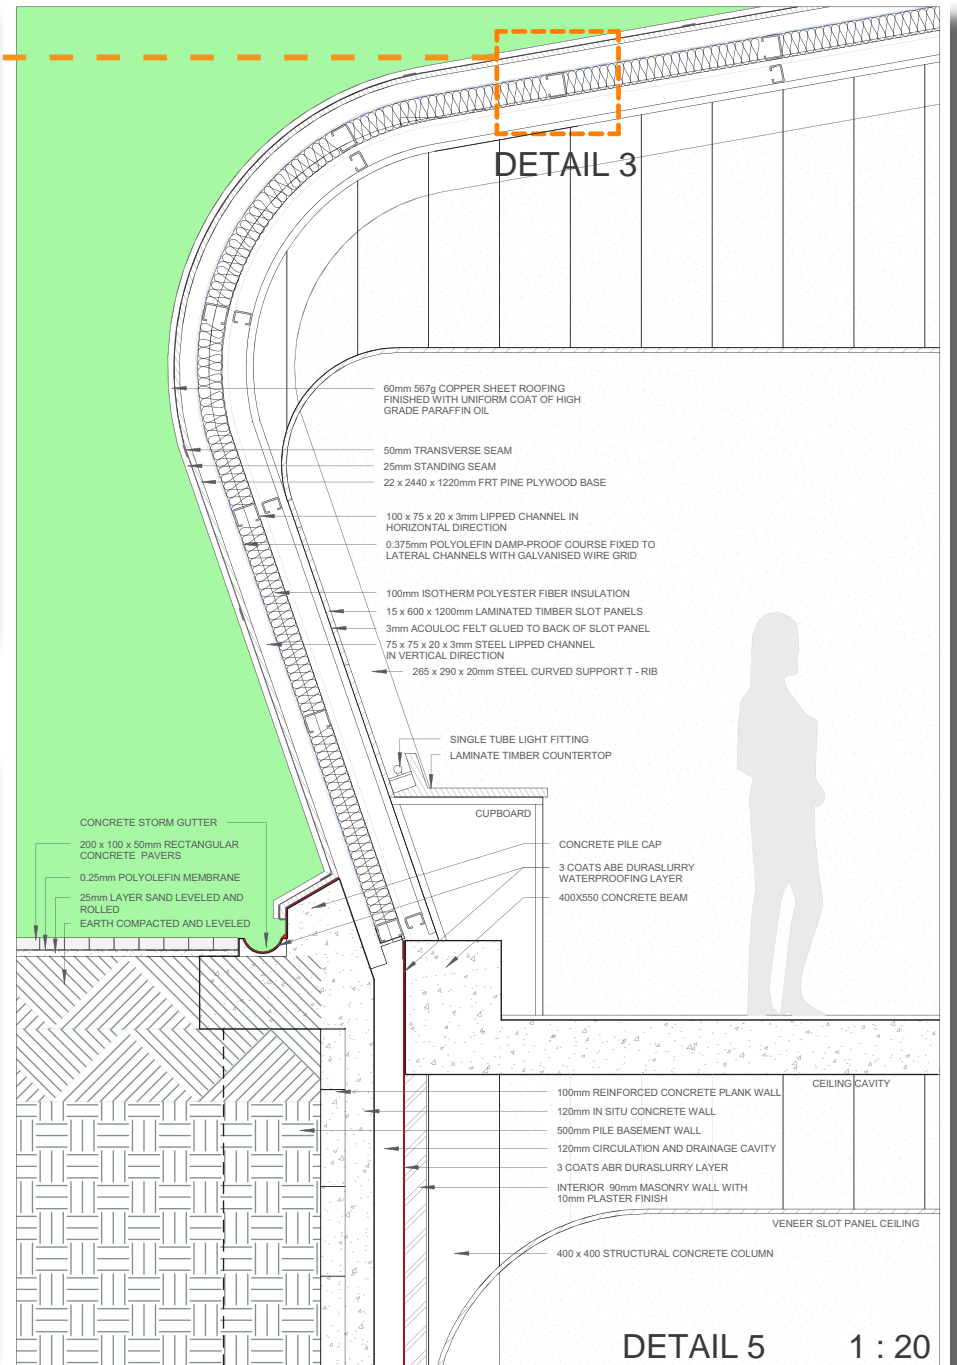 DETAIL 3
60mm 567g COPPER SHEET ROOFING
FINISHED WITH UNIFORM COAT OF HIGH
GRADE PARAFFIN OIL
50mm TRANSVERSE SEAM
25mm STANDING SEAM
22 x 2440 x 1220mm FRT PINE PLYWOOD BASE
100 x 75 x 20 x 3mm LIPPED CHANNEL IN
HORIZONTAL DIRECTION
0.375mm POLYOLEFIN DAMP-PROOF COURSE FIXED TO
LATERAL CHANNELS WITH GALVANISED WIRE GRID
100mm ISOTHERM POLYESTER FIBER INSULATION
15 x 600 x 1200mm LAMINATED TIMBER SLOT PANELS
3mm ACOULOC FELT GLUED TO BACK OF SLOT PANEL
75 x 75 x 20 x 3mm STEEL LIPPED CHANNEL
IN VERTICAL DIRECTION
265 x 290 x 20mm STEEL CURVED SUPPORT T - RIB
SINGLE TUBE LIGHT FITTING
LAMINATE TIMBER COUNTERTOP
CUPBOARD
CONCRETE STORM GUTTER
200 x 100 x 50mm RECTANGULAR
CONCRETE PAVERS
0.25mm POLYOLEFIN MEMBRANE
25mm LAYER SAND LEVELED AND
ROLLED
EARTH COMPACTED AND LEVELED
CONCRETE PILE CAP
3 COATS ABE DURASLURRY
WATERPROOFING LAYER
400X550 CONCRETE BEAM
CEILING CAVITY
100mm REINFORCED CONCRETE PLANK WALL
120mm IN SITU CONCRETE WALL
500mm PILE BASEMENT WALL
120mm CIRCULATION AND DRAINAGE CAVITY
3 COATS ABR DURASLURRY LAYER
INTERIOR 90mm MASONRY WALL WITH
10mm PLASTER FINISH
VENEER SLOT PANEL CEILING
400 x 400 STRUCTURAL CONCRETE COLUMN
DETAIL 5 1 : 20